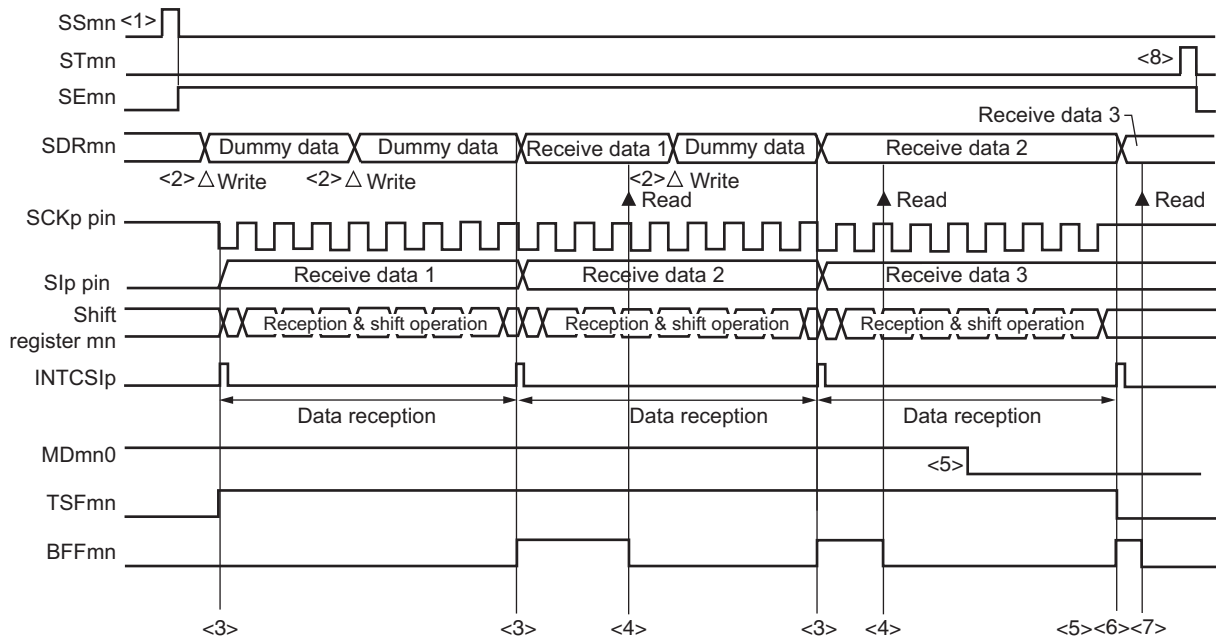 SSmn <1>
STmn <8>
SEmn
Receive data 3
SDRmn Dummy data Dummy data Receive data 1 Dummy data Receive data 2
<2> △ Write <2> △ Write <2> △ Write
▲ Read ▲ Read ▲ Read
SCKp pin
SIp pin Receive data 1 Receive data 2 Receive data 3
Shift
register mn Reception & shift operation Reception & shift operation Reception & shift operation
INTCSIp
Data reception Data reception Data reception
MDmn0 <5>
TSFmn
BFFmn
<3> <3> <4> <3> <4> <5><6><7>